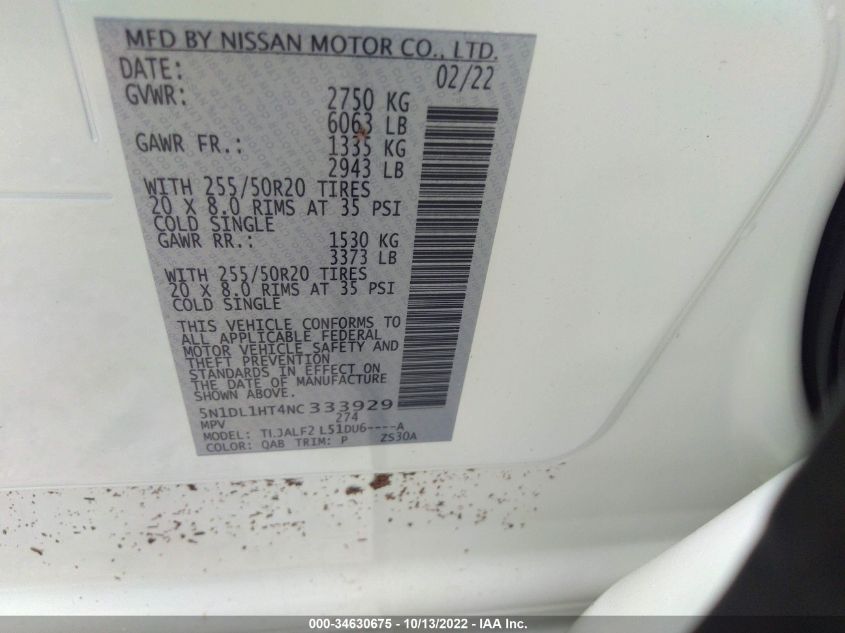 MFD BY NISSAN MOTOR CO., LTD.
DATE: 02/22
GVWR: 2750 KG
6063 LB
GAWR FR.: 1335 KG
2943 LB
WITH 255/50R20 TIRES
20 X 8.0 RIMS AT 35 PSI
COLD SINGLE
GAWR RR.: 1530 KG
3373 LB
WITH 255/50R20 TIRES
20 X 8.0 RIMS AT 35 PSI
COLD SINGLE
THIS VEHICLE CONFORMS TO
ALL APPLICABLE FEDERAL
MOTOR VEHICLE SAFETY AND
THEFT PREVENTION
STANDARDS IN EFFECT ON
THE DATE OF MANUFACTURE
SHOWN ABOVE.
5N1DL1HT4NC333929
MPV 274
MODEL: TLJALF2 L51DU6----A
COLOR: QAB TRIM: P ZS30A
000-34630675 - 10/13/2022 - IAA Inc.